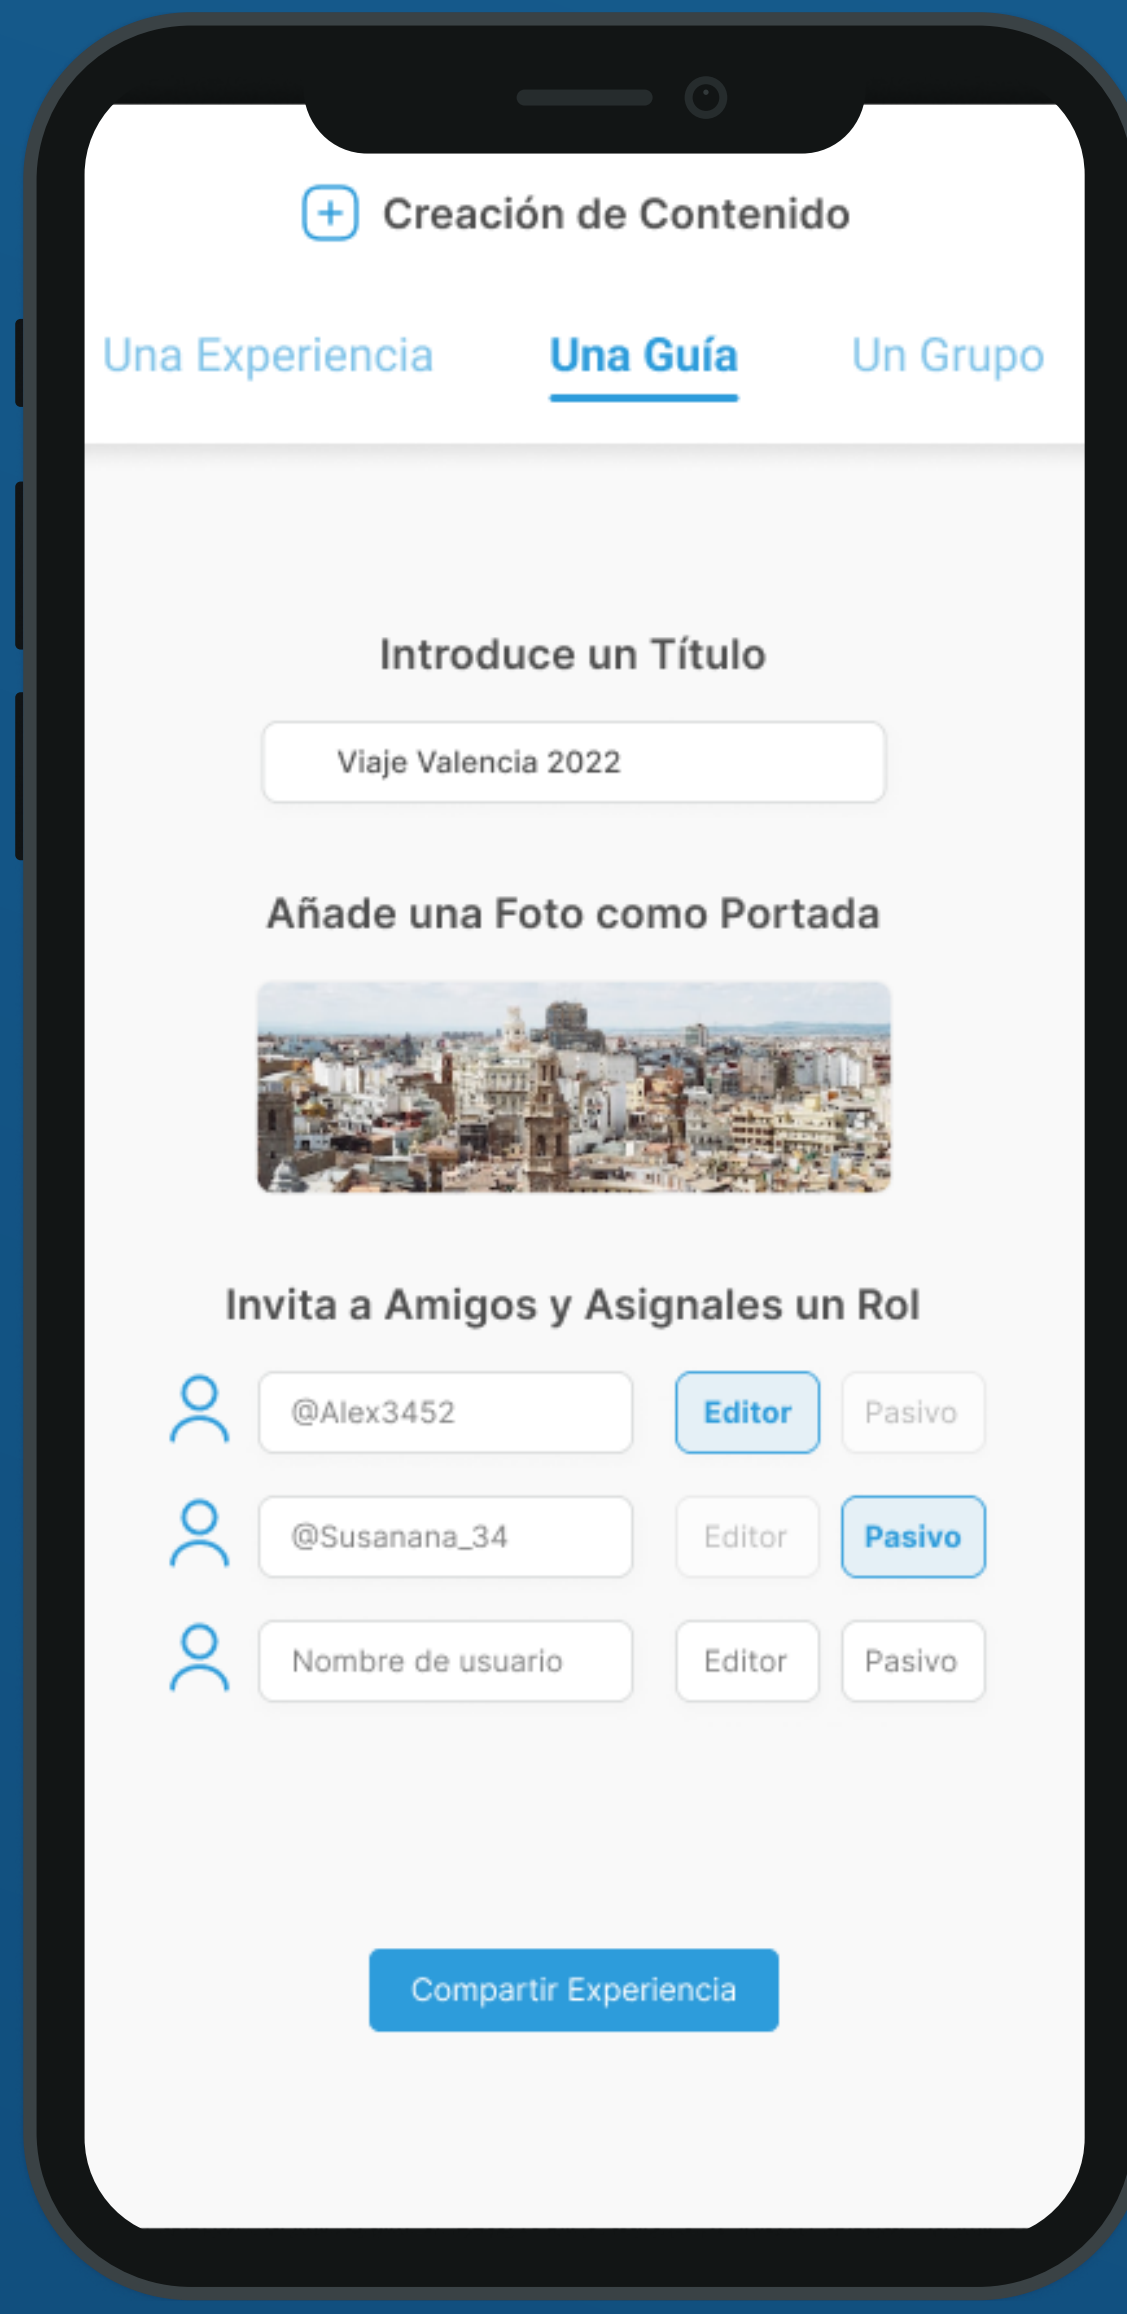 Creación de Contenido
Una Experiencia Una Guía Un Grupo
Introduce un Título
Viaje Valencia 2022
Añade una Foto como Portada
Invita a Amigos y Asignales un Rol
@Alex3452 Editor Pasivo
@Susanana_34 Editor Pasivo
Nombre de usuario Editor Pasivo
Compartir Experiencia